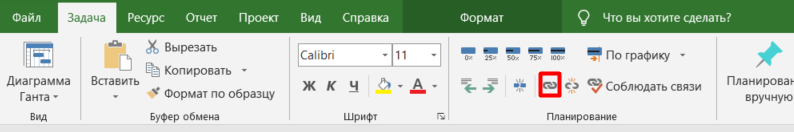 Файл Задача Ресурс Отчет Проект Вид Справка Формат Что вы хотите сделать?
Вырезать Calibri 11 0% 25% 50% 75% 100% По графику
Диаграмма Ганта Вставить Копировать Планирован вручную
Формат по образцу Ж К Ч А Соблюдать связи
Вид Буфер обмена Шрифт Планирование